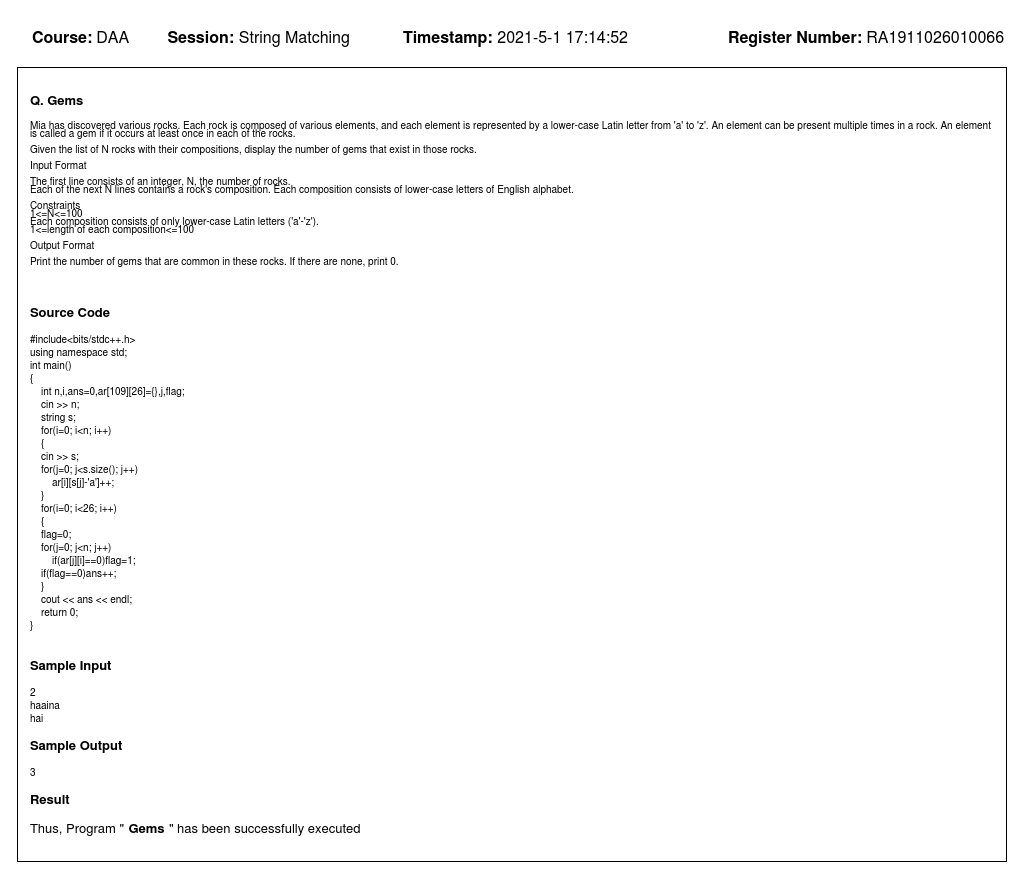 Course: DAA Session: String Matching Timestamp: 2021-5-1 17:14:52 Register Number: RA1911026010066
Q. Gems
Mia has discovered various rocks. Each rock is composed of various elements, and each element is represented by a lower-case Latin letter from 'a' to 'z'. An element can be present multiple times in a rock. An element
is called a gem if it occurs at least once in each of the rocks.
Given the list of N rocks with their compositions, display the number of gems that exist in those rocks.
Input Format
The first line consists of an integer, N, the number of rocks.
Each of the next N lines contains a rock's composition. Each composition consists of lower-case letters of English alphabet.
Constraints
1<=N<=100
Each composition consists of only lower-case Latin letters ('a'-'z').
1<=length of each composition<=100
Output Format
Print the number of gems that are common in these rocks. If there are none, print 0.
Source Code
#include<bits/stdc++.h>
using namespace std;
int main()
{
    int n,i,ans=0,ar[109][26]={},j,flag;
    cin >> n;
    string s;
    for(i=0; i<n; i++)
    {
    cin >> s;
    for(j=0; j<s.size(); j++)
        ar[i][s[j]-'a']++;
    }
    for(i=0; i<26; i++)
    {
    flag=0;
    for(j=0; j<n; j++)
        if(ar[j][i]==0)flag=1;
    if(flag==0)ans++;
    }
    cout << ans << endl;
    return 0;
}
Sample Input
2
haaina
hai
Sample Output
3
Result
Thus, Program " Gems " has been successfully executed